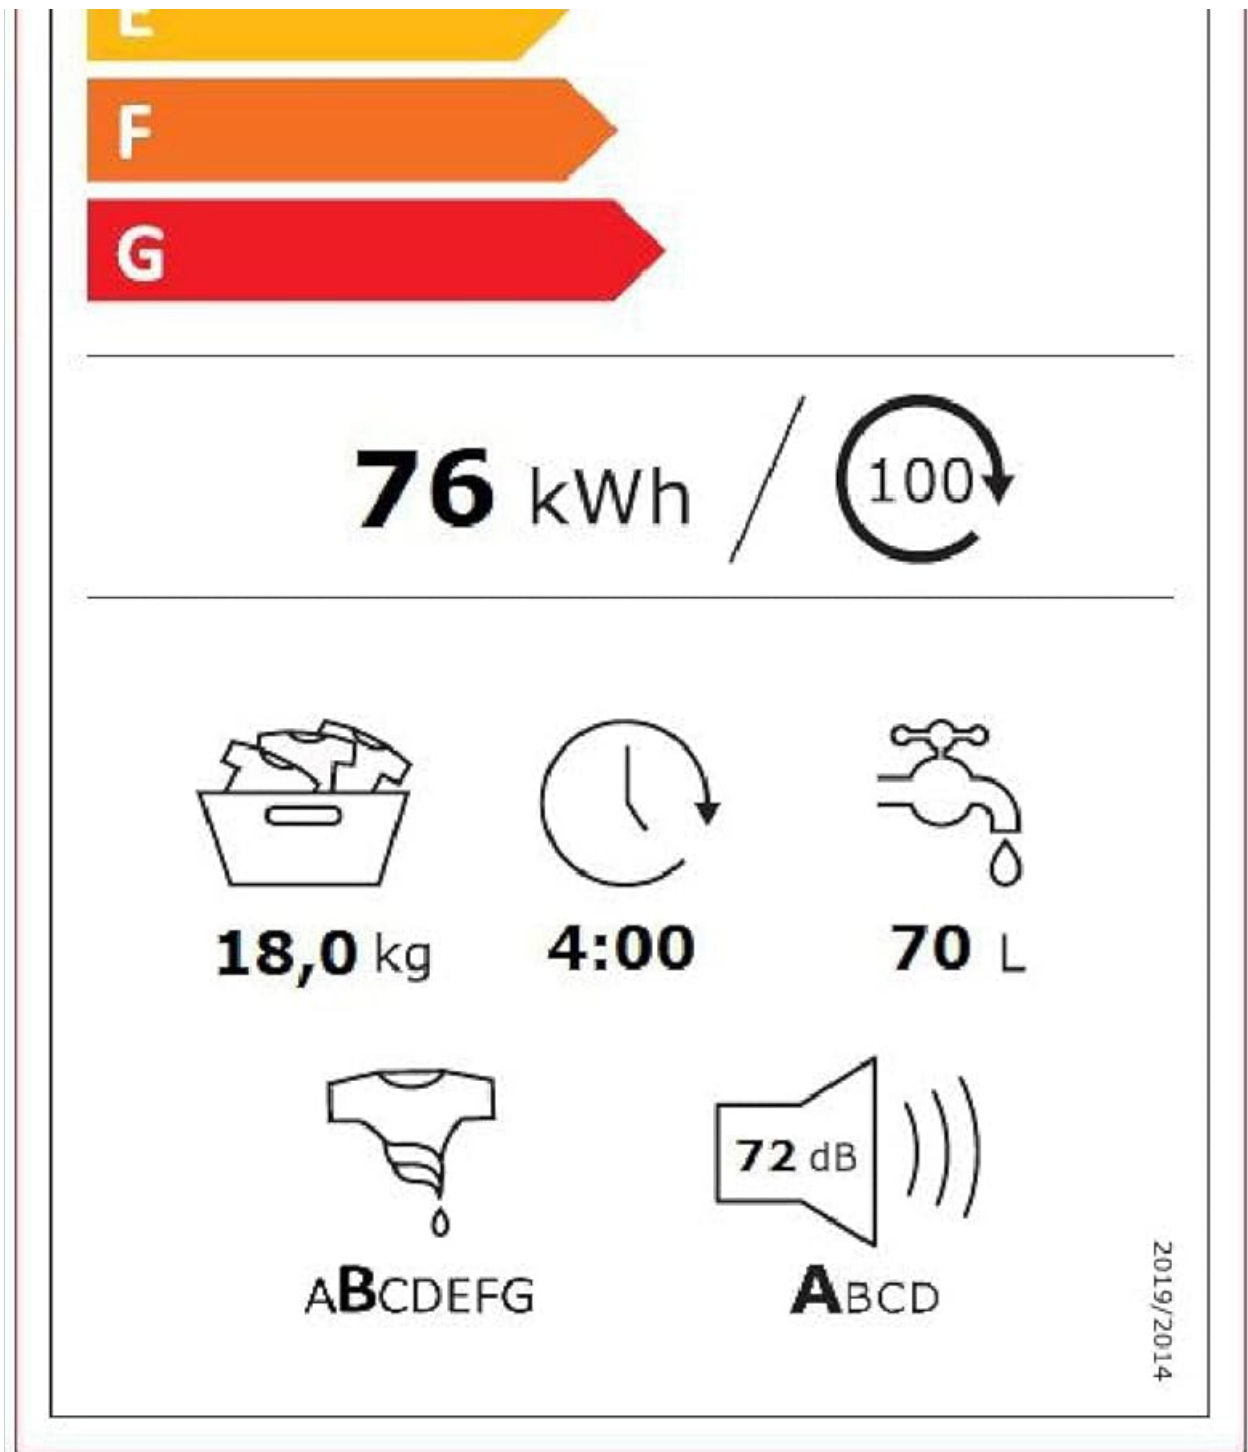 E
F
G
76 kWh / 100
18,0 kg
4:00
70 L
72 dB
ABCDEFG
ABCD
2019/2014